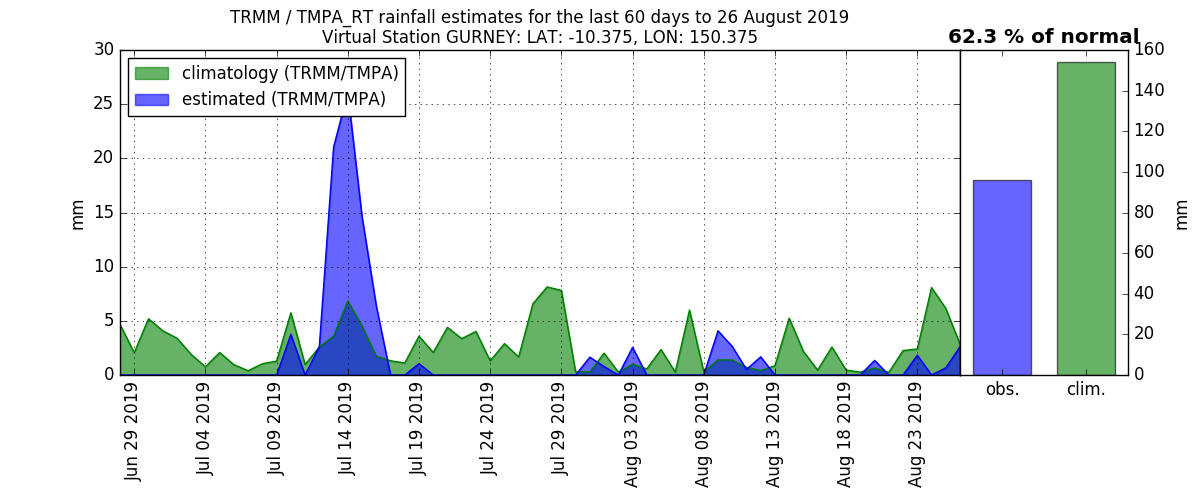 TRMM / TMPA_RT rainfall estimates for the last 60 days to 26 August 2019
Virtual Station GURNEY: LAT: -10.375, LON: 150.375
62.3 % of normal
climatology (TRMM/TMPA)
estimated (TRMM/TMPA)
30
25
20
15
10
5
0
mm
160
140
120
100
80
60
40
20
0
mm
Jun 29 2019
Jul 04 2019
Jul 09 2019
Jul 14 2019
Jul 19 2019
Jul 24 2019
Jul 29 2019
Aug 03 2019
Aug 08 2019
Aug 13 2019
Aug 18 2019
Aug 23 2019
obs.
clim.